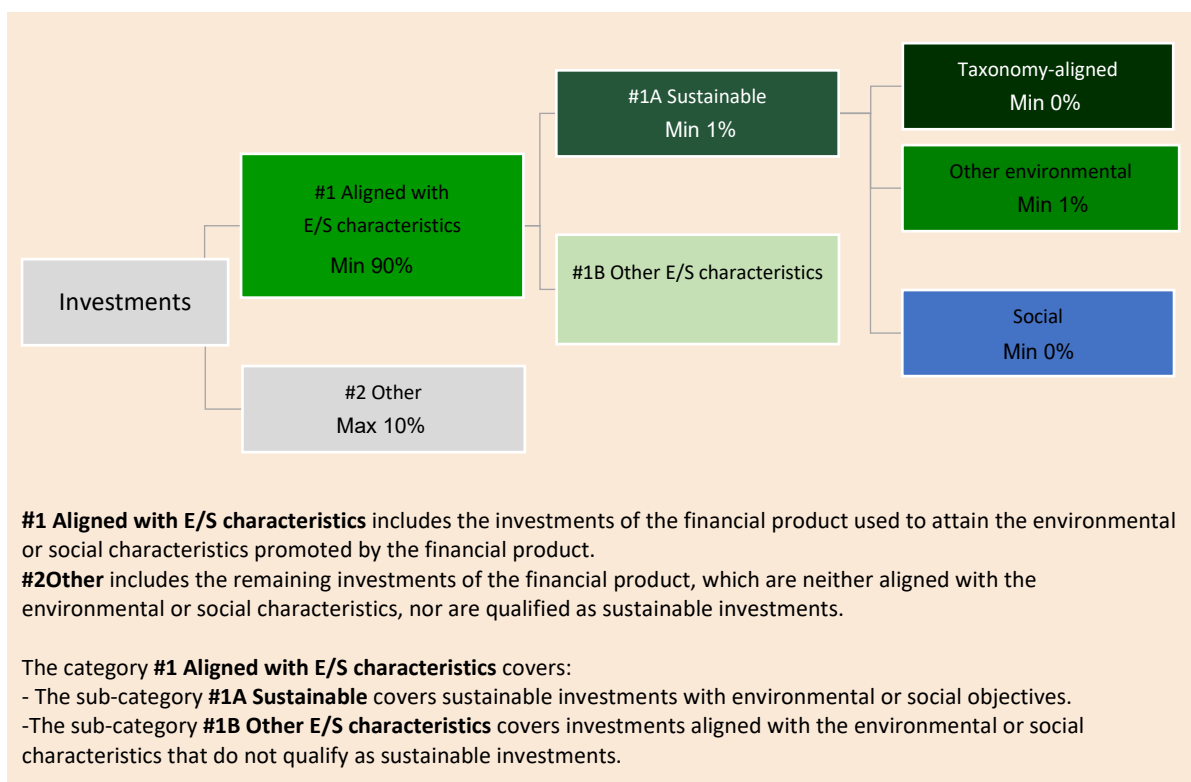 Taxonomy-aligned
Min 0%
#1A Sustainable
Min 1%
Other environmental
Min 1%
#1 Aligned with
E/S characteristics
Min 90%
#1B Other E/S characteristics
Investments
Social
Min 0%
#2 Other
Max 10%
#1 Aligned with E/S characteristics includes the investments of the financial product used to attain the environmental
or social characteristics promoted by the financial product.
#2Other includes the remaining investments of the financial product, which are neither aligned with the
environmental or social characteristics, nor are qualified as sustainable investments.
The category #1 Aligned with E/S characteristics covers:
- The sub-category #1A Sustainable covers sustainable investments with environmental or social objectives.
-The sub-category #1B Other E/S characteristics covers investments aligned with the environmental or social
characteristics that do not qualify as sustainable investments.